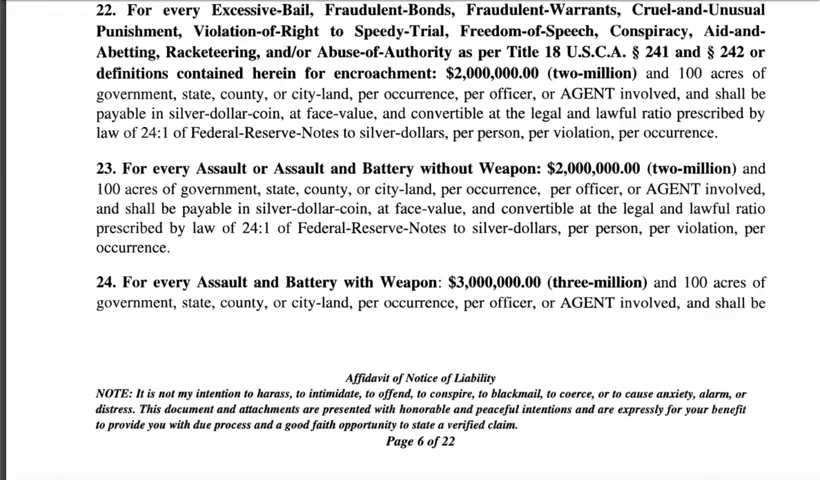 22. For every Excessive-Bail, Fraudulent-Bonds, Fraudulent-Warrants, Cruel-and-Unusual
Punishment, Violation-of-Right to Speedy-Trial, Freedom-of-Speech, Conspiracy, Aid-and-
Abetting, Racketeering, and/or Abuse-of-Authority as per Title 18 U.S.C.A. § 241 and § 242 or
definitions contained herein for encroachment: $2,000,000.00 (two-million) and 100 acres of
government, state, county, or city-land, per occurrence, per officer, or AGENT involved, and shall be
payable in silver-dollar-coin, at face-value, and convertible at the legal and lawful ratio prescribed by
law of 24:1 of Federal-Reserve-Notes to silver-dollars, per person, per violation, per occurrence.
23. For every Assault or Assault and Battery without Weapon: $2,000,000.00 (two-million) and
100 acres of government, state, county, or city-land, per occurrence, per officer, or AGENT involved,
and shall be payable in silver-dollar-coin, at face-value, and convertible at the legal and lawful ratio
prescribed by law of 24:1 of Federal-Reserve-Notes to silver-dollars, per person, per violation, per
occurrence.
24. For every Assault and Battery with Weapon: $3,000,000.00 (three-million) and 100 acres of
government, state, county, or city-land, per occurrence, per officer, or AGENT involved, and shall be
Affidavit of Notice of Liability
NOTE: It is not my intention to harass, to intimidate, to offend, to conspire, to blackmail, to coerce, or to cause anxiety, alarm, or
distress. This document and attachments are presented with honorable and peaceful intentions and are expressly for your benefit
to provide you with due process and a good faith opportunity to state a verified claim.
Page 6 of 22